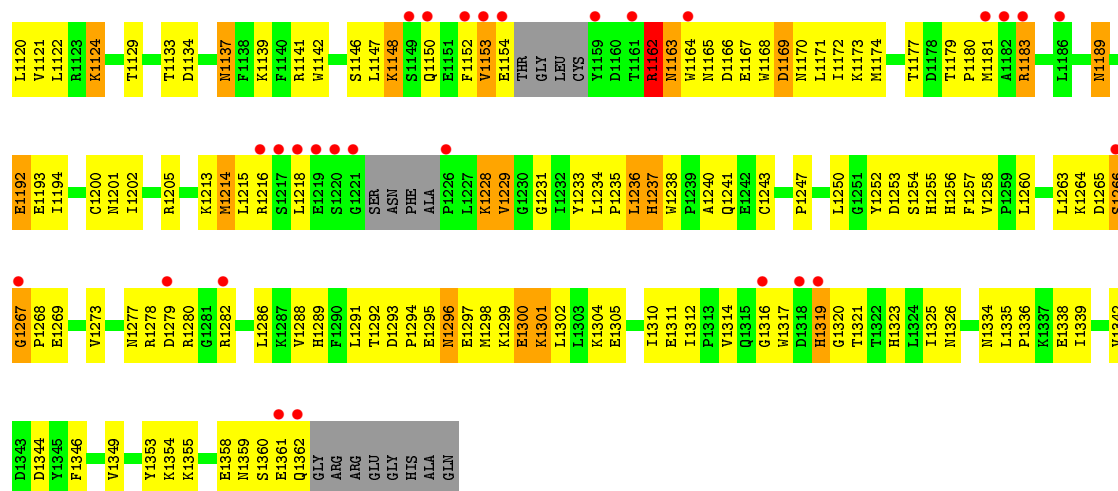 L1120 V1121 L1122 R1123 K1124 T1129 T1133 D1134 N1137 F1138 K1139 F1140 R1141 W1142 S1146 L1147 K1148 S1149 Q1150 E1151 F1152 V1153 E1154 THR GLY LEU CYS Y1159 D1160 T1161 R1162 N1163 W1164 N1165 D1166 E1167 W1168 D1169 N1170 L1171 I1172 K1173 M1174 T1177 D1178 T1179 P1180 M1181 A1182 R1183 L1186 N1189
E1192 E1193 I1194 C1200 N1201 I1202 R1205 K1213 M1214 L1215 R1216 S1217 L1218 E1219 S1220 G1221 SER ASN PHE ALA P1226 L1227 K1228 V1229 G1230 G1231 I1232 Y1233 L1234 P1235 L1236 H1237 W1238 P1239 A1240 Q1241 E1242 C1243 P1247 L1250 G1251 Y1252 D1253 S1254 H1255 H1256 F1257 V1258 P1259 L1260 L1263 K1264 D1265 S1266
G1267 P1268 E1269 V1273 N1277 R1278 D1279 R1280 G1281 R1282 L1286 K1287 V1288 H1289 F1290 L1291 T1292 D1293 P1294 E1295 N1296 E1297 M1298 K1299 E1300 K1301 L1302 L1303 K1304 E1305 I1310 E1311 I1312 P1313 V1314 Q1315 G1316 W1317 D1318 H1319 G1320 T1321 T1322 H1323 L1324 I1325 N1326 N1334 L1335 P1336 K1337 E1338 I1339 V1342
D1343 D1344 Y1345 F1346 V1349 Y1353 K1354 K1355 E1358 N1359 S1360 E1361 Q1362 GLY ARG ARG GLU GLY HIS ALA GLN